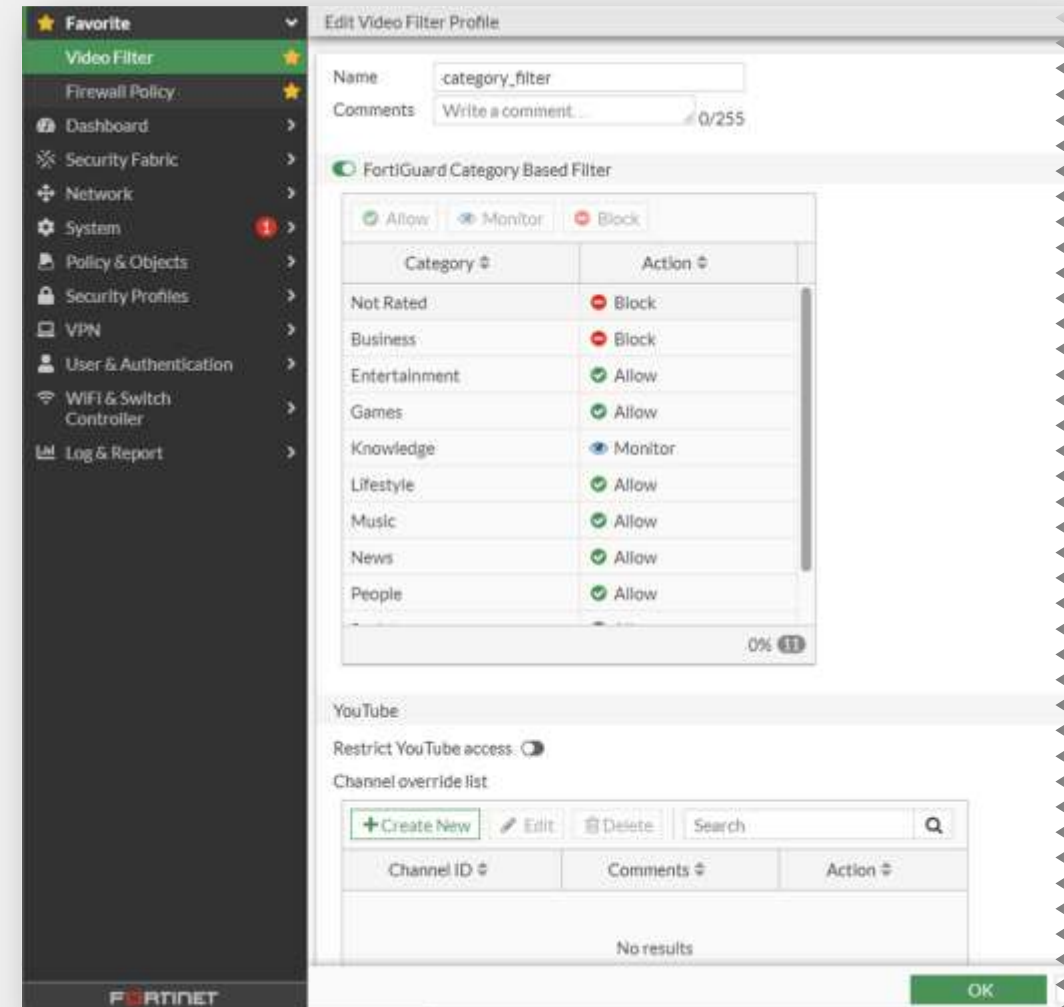 Favorite
Video Filter
Firewall Policy
Dashboard
Security Fabric
Network
System 1
Policy & Objects
Security Profiles
VPN
User & Authentication
WiFi & Switch
Controller
Log & Report
FORTINET
Edit Video Filter Profile
Name category_filter
Comments Write a comment... 0/255
FortiGuard Category Based Filter
Allow Monitor Block
Category Action
Not Rated Block
Business Block
Entertainment Allow
Games Allow
Knowledge Monitor
Lifestyle Allow
Music Allow
News Allow
People Allow
0% 11
YouTube
Restrict YouTube access
Channel override list
+Create New Edit Delete Search
Channel ID Comments Action
No results
OK